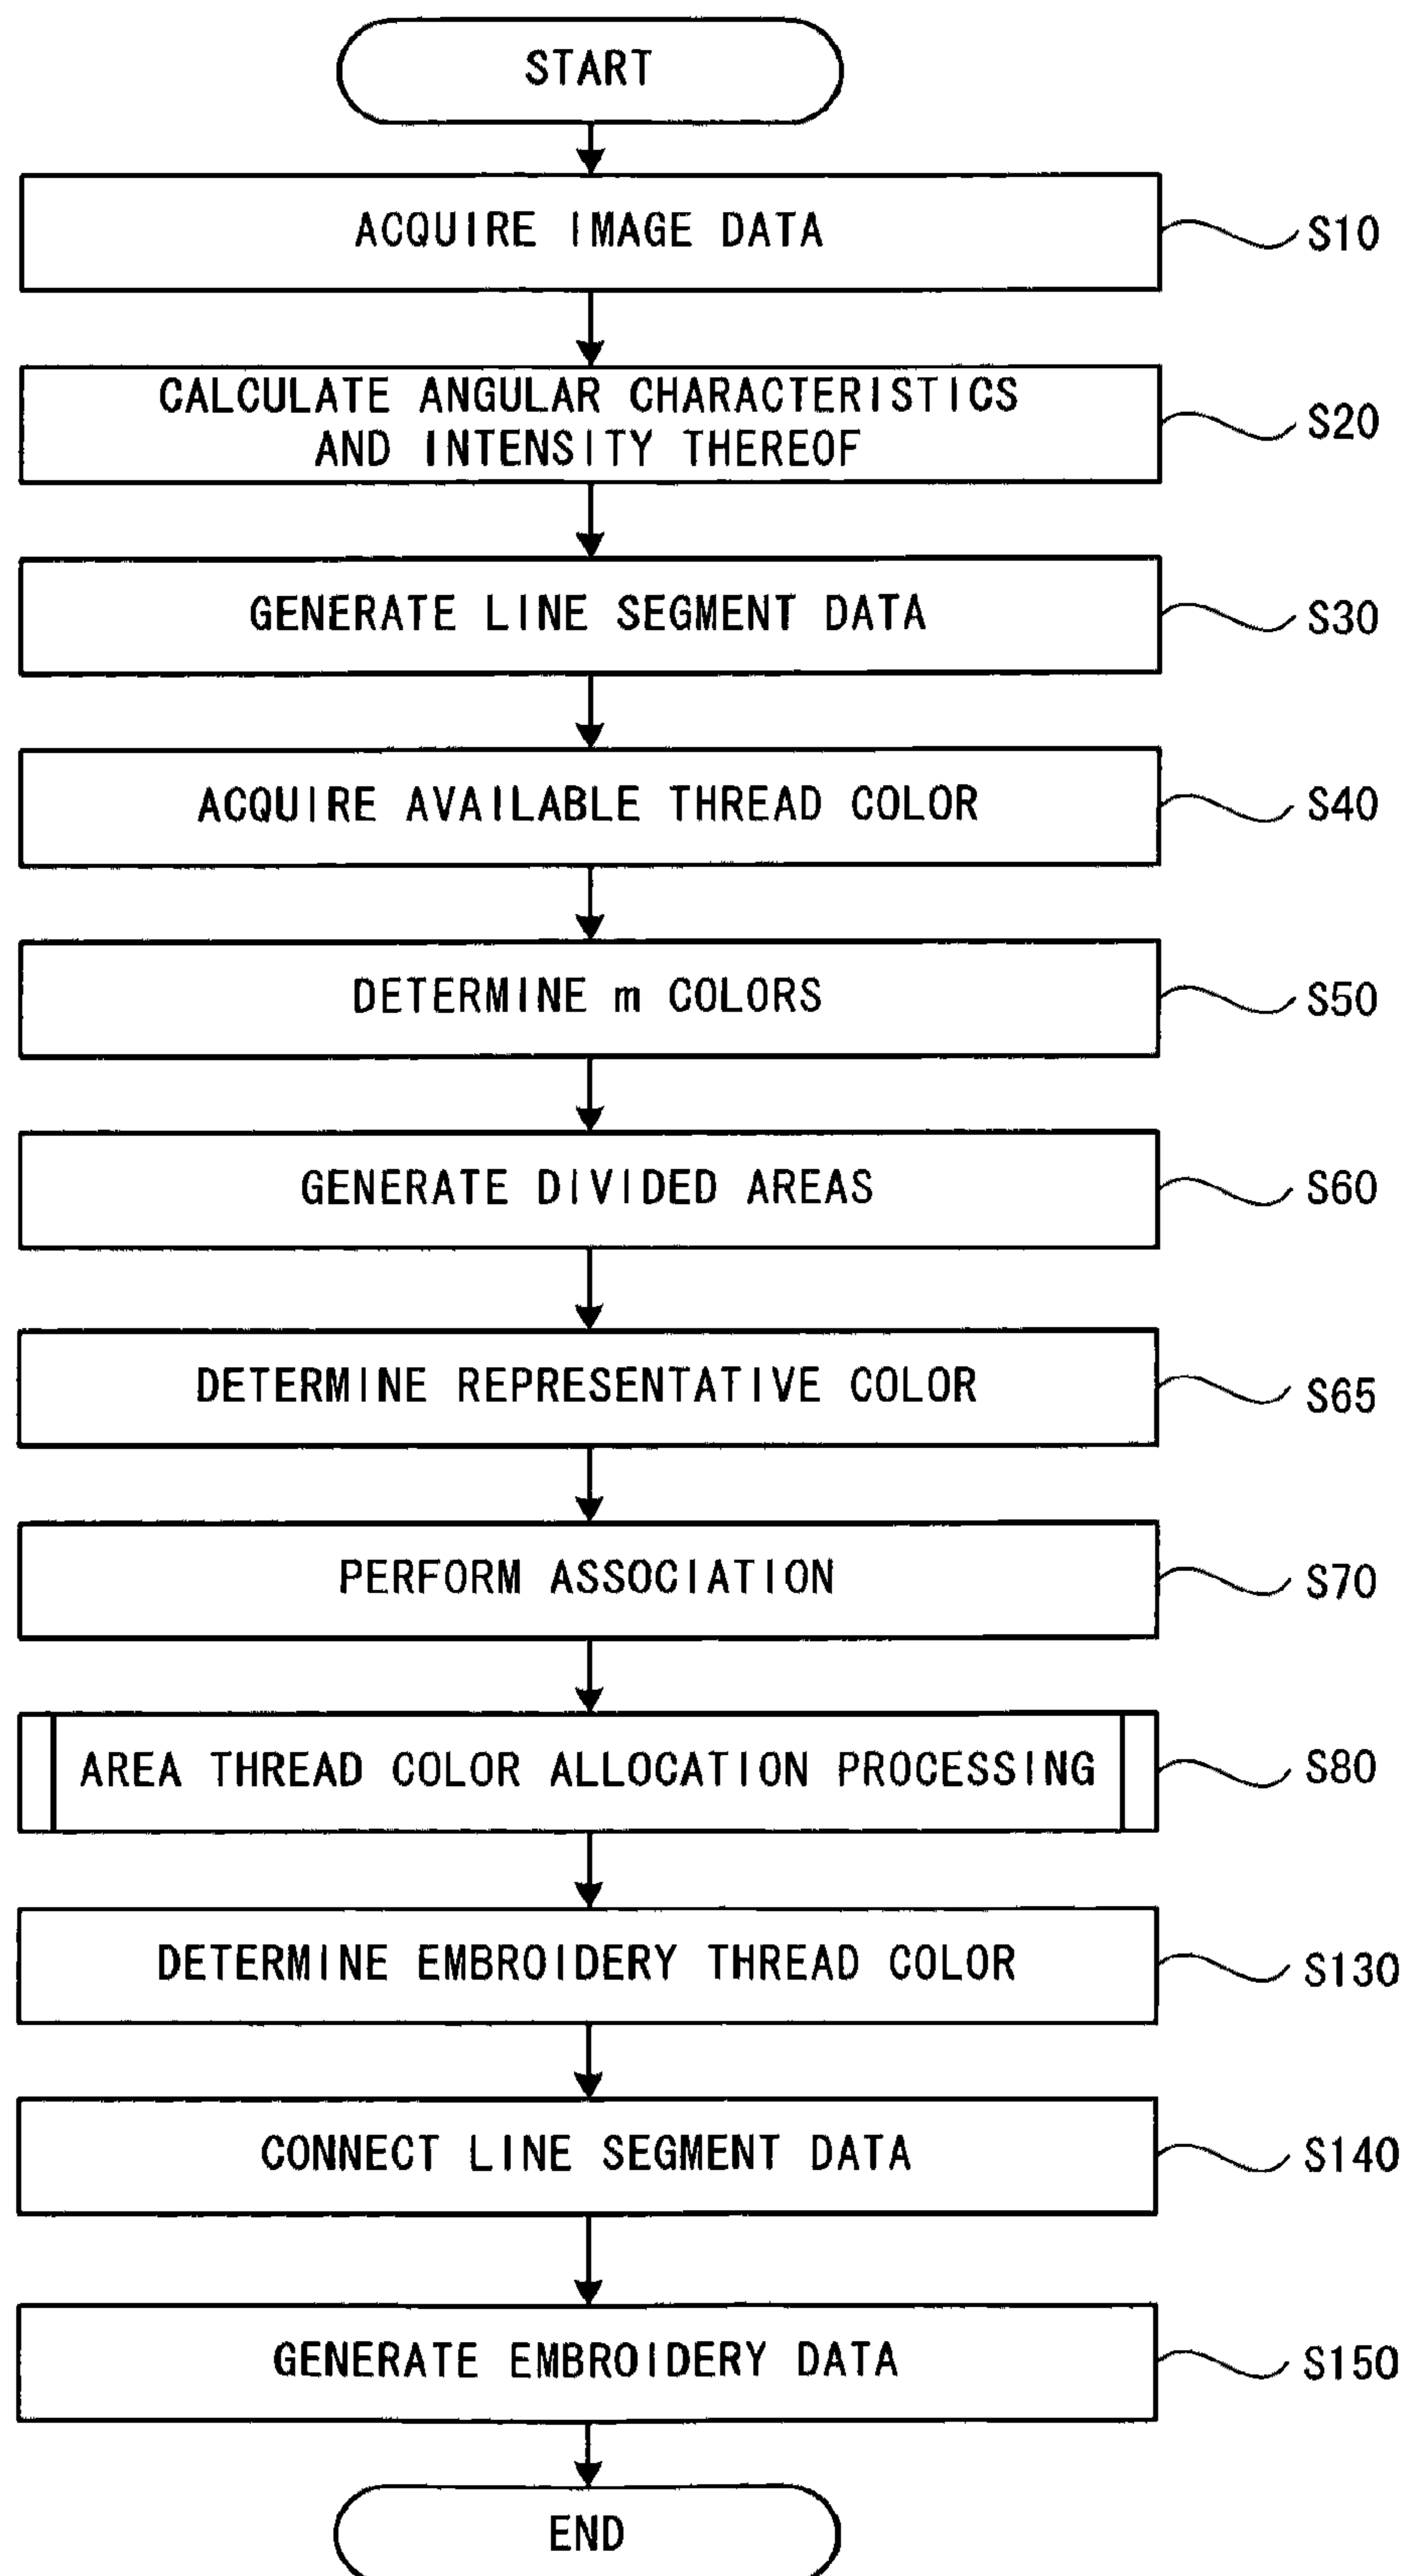 START
ACQUIRE IMAGE DATA
S10
CALCULATE ANGULAR CHARACTERISTICS
AND INTENSITY THEREOF
S20
GENERATE LINE SEGMENT DATA
S30
ACQUIRE AVAILABLE THREAD COLOR
S40
DETERMINE m COLORS
S50
GENERATE DIVIDED AREAS
S60
DETERMINE REPRESENTATIVE COLOR
S65
PERFORM ASSOCIATION
S70
AREA THREAD COLOR ALLOCATION PROCESSING
S80
DETERMINE EMBROIDERY THREAD COLOR
S130
CONNECT LINE SEGMENT DATA
S140
GENERATE EMBROIDERY DATA
S150
END